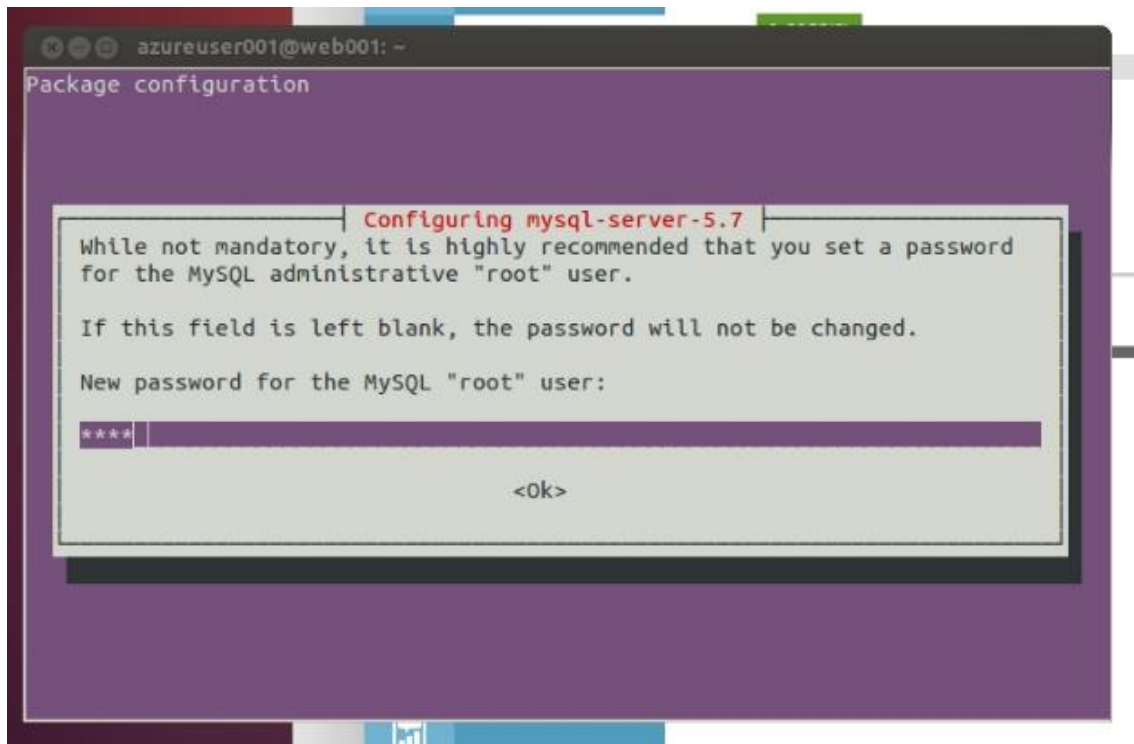 azureuser001@web001: ~
Package configuration
Configuring mysql-server-5.7
While not mandatory, it is highly recommended that you set a password
for the MySQL administrative "root" user.
If this field is left blank, the password will not be changed.
New password for the MySQL "root" user:
****
<Ok>